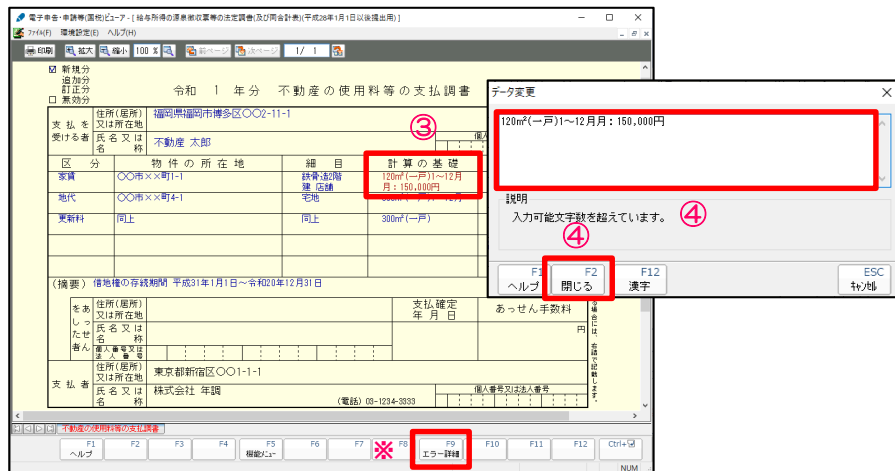 電子申告・申請等(国税)ビューア - [ 給与所得の源泉徴収票等の法定調書(及び同合計表)(平成28年1月1日以後提出用) ]
ファイル(F) 環境設定(E) ヘルプ(H)
印刷 拡大 縮小 100 % 前ページ 次ページ 1/ 1
新規分
追加分
訂正分
無効分
令和 1 年分 不動産の使用料等の支払調書
支払を受ける者
住所(居所)又は所在地
福岡県福岡市博多区〇〇2-11-1
③
氏名又は名称
不動産 太郎
区分 物件の所在地 細目 計算の基礎
家賃 〇〇市××町1-1 鉄骨造2階建 店舗 120m²(一戸)1～12月月：150,000円
地代 〇〇市××町4-1 宅地
更新料 同上 同上 300m²(一戸)
(摘要) 借地権の存続期間 平成31年1月1日～令和20年12月31日
あっせんをした者
住所(居所)又は所在地
支払確定年月日
あっせん手数料
氏名又は名称
円
個人番号又は法人番号
支払者
住所(居所)又は所在地
東京都新宿区〇〇1-1-1
氏名又は名称
株式会社 年調
(電話) 03-1234-3333
個人番号又は法人番号
不動産の使用料等の支払調書
F1 ヘルプ F2 F3 F4 F5 機能メニュー F6 F7 ※ F8 F9 エラー詳細 F10 F11 F12 Ctrl+
NUM
データ変更
120m²(一戸)1～12月月：150,000円
説明
入力可能文字数を超えています。
④
④
F1 ヘルプ F2 閉じる F12 漢字 ESC キャンセル